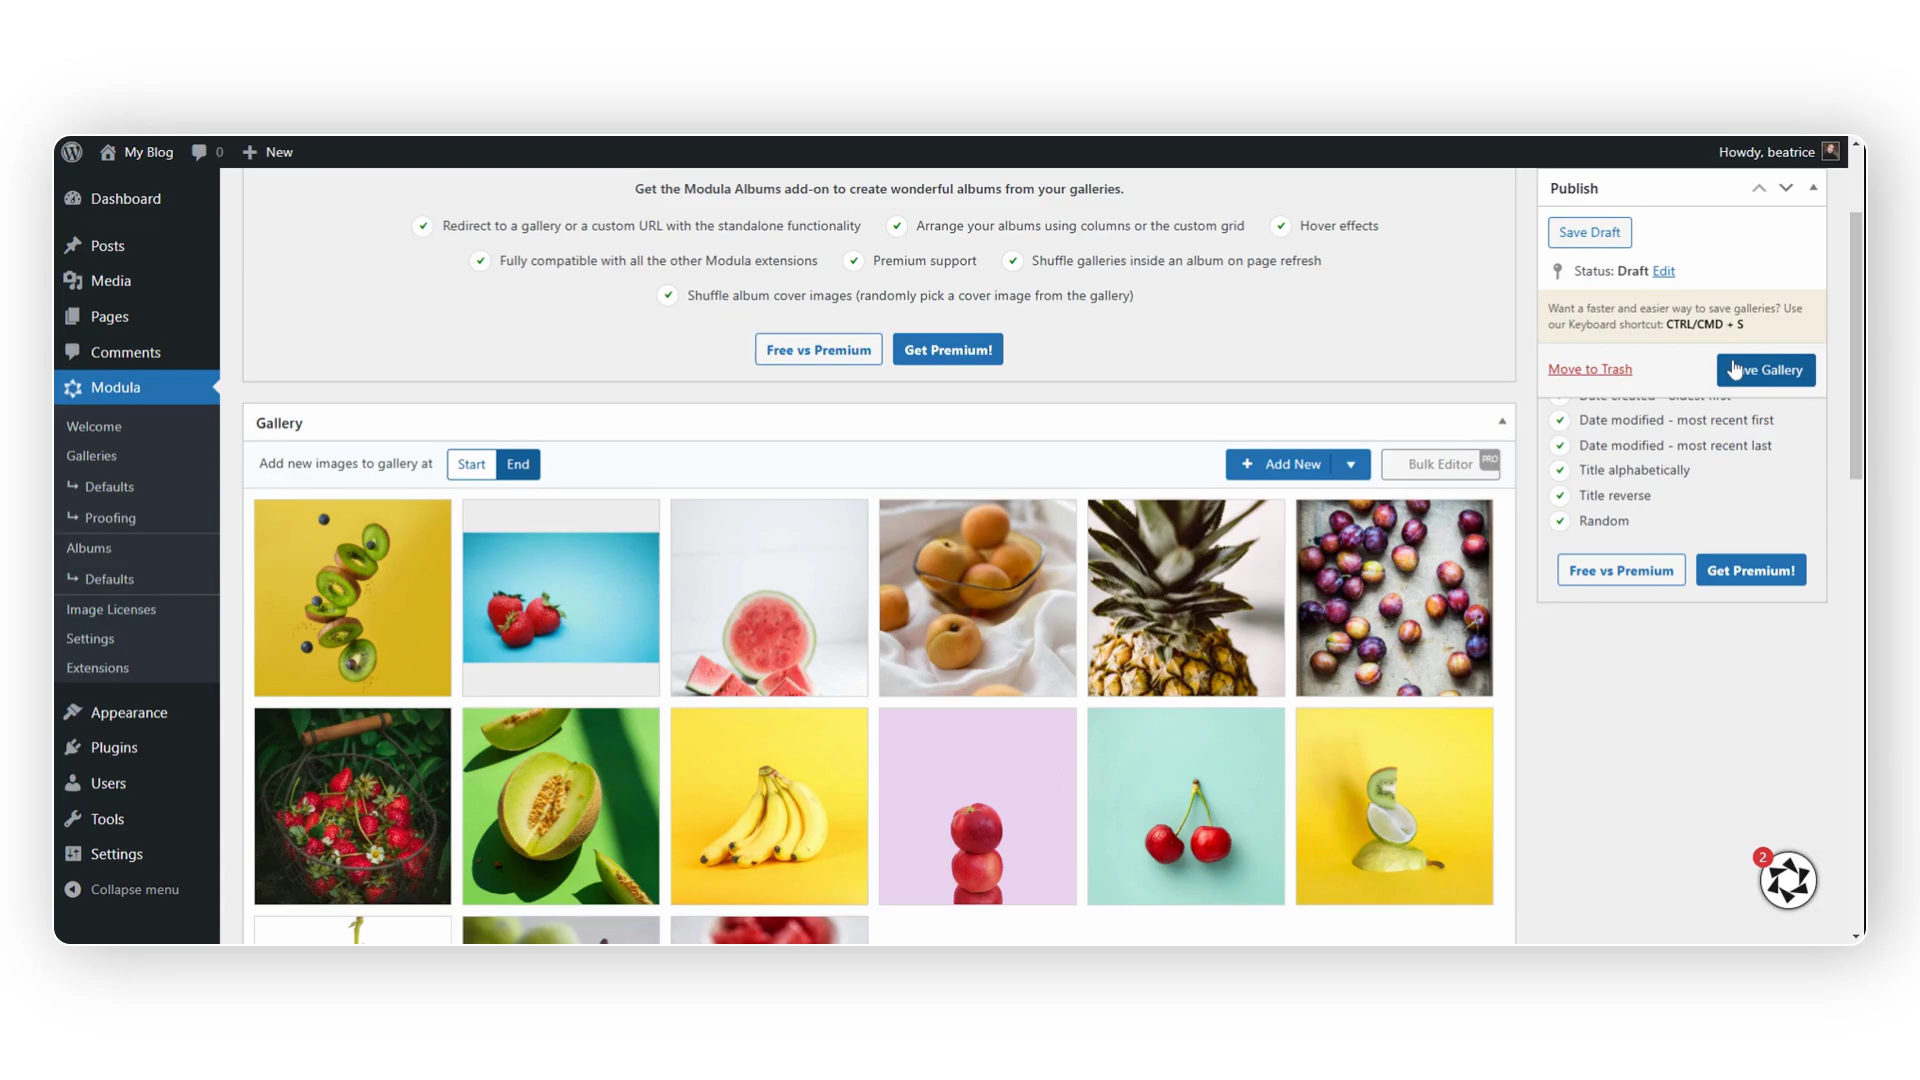 My Blog
0
New
Howdy, beatrice
Dashboard
Posts
Media
Pages
Comments
Modula
Welcome
Galleries
Defaults
Proofing
Albums
Defaults
Image Licenses
Settings
Extensions
Appearance
Plugins
Users
Tools
Settings
Collapse menu
Get the Modula Albums add-on to create wonderful albums from your galleries.
Redirect to a gallery or a custom URL with the standalone functionality
Arrange your albums using columns or the custom grid
Hover effects
Fully compatible with all the other Modula extensions
Premium support
Shuffle galleries inside an album on page refresh
Shuffle album cover images (randomly pick a cover image from the gallery)
Free vs Premium
Get Premium!
Gallery
Add new images to gallery at
Start
End
+ Add New
Bulk Editor
PRO
Publish
Save Draft
Status: Draft Edit
Want a faster and easier way to save galleries? Use
our Keyboard shortcut: CTRL/CMD + S
Move to Trash
Gallery
Date modified - most recent first
Date modified - most recent last
Title alphabetically
Title reverse
Random
Free vs Premium
Get Premium!
2